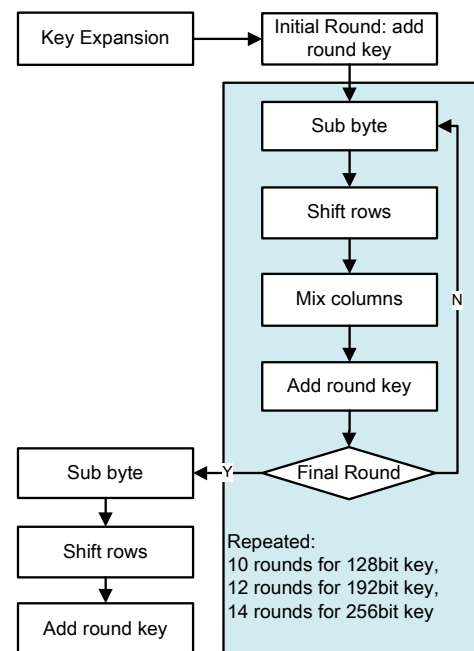 Key Expansion
Initial Round: add
round key
Sub byte
Shift rows
Mix columns
N
Add round key
Final Round
Y
Sub byte
Shift rows
Add round key
Repeated:
10 rounds for 128bit key,
12 rounds for 192bit key,
14 rounds for 256bit key